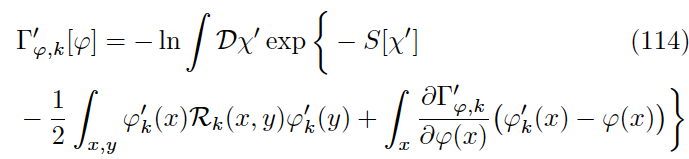 Γ′_{φ,k}[φ] = − ln ∫ 𝒟χ′ exp { − S[χ′] (114)
− 1/2 ∫_{x,y} φ′_k(x)ℛ_k(x, y)φ′_k(y) + ∫_x ∂Γ′_{φ,k}/∂φ(x) (φ′_k(x) − φ(x)) }